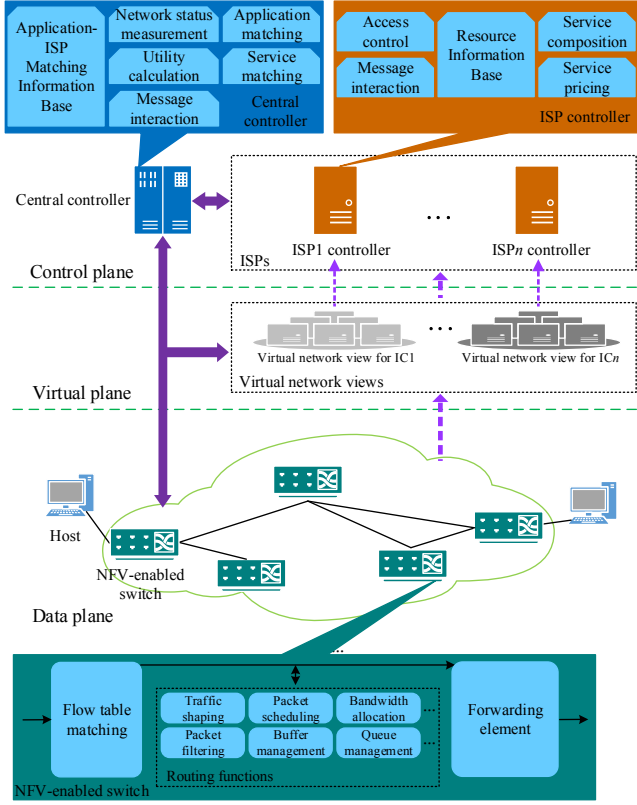 Application-
ISP
Matching
Information
Base
Network status
measurement
Application
matching
Utility
calculation
Service
matching
Message
interaction
Central
controller
Access
control
Resource
Information
Base
Service
composition
Message
interaction
Service
pricing
ISP controller
Central controller
ISP1 controller
...
ISPn controller
ISPs
Control plane
Virtual network view for IC1
...
Virtual network view for ICn
Virtual network views
Virtual plane
Host
NFV-enabled
switch
Data plane
...
Flow table
matching
Traffic
shaping
Packet
scheduling
Bandwidth
allocation
...
Packet
filtering
Buffer
management
Queue
management
...
Routing functions
Forwarding
element
NFV-enabled switch